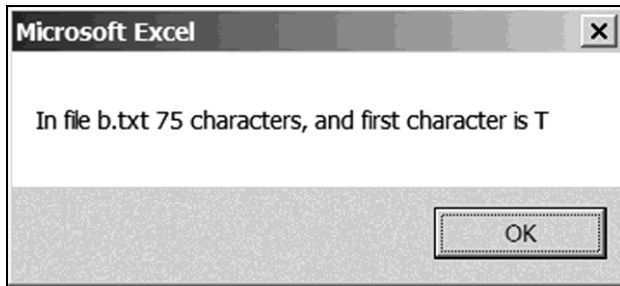 Microsoft Excel
In file b.txt 75 characters, and first character is T
OK